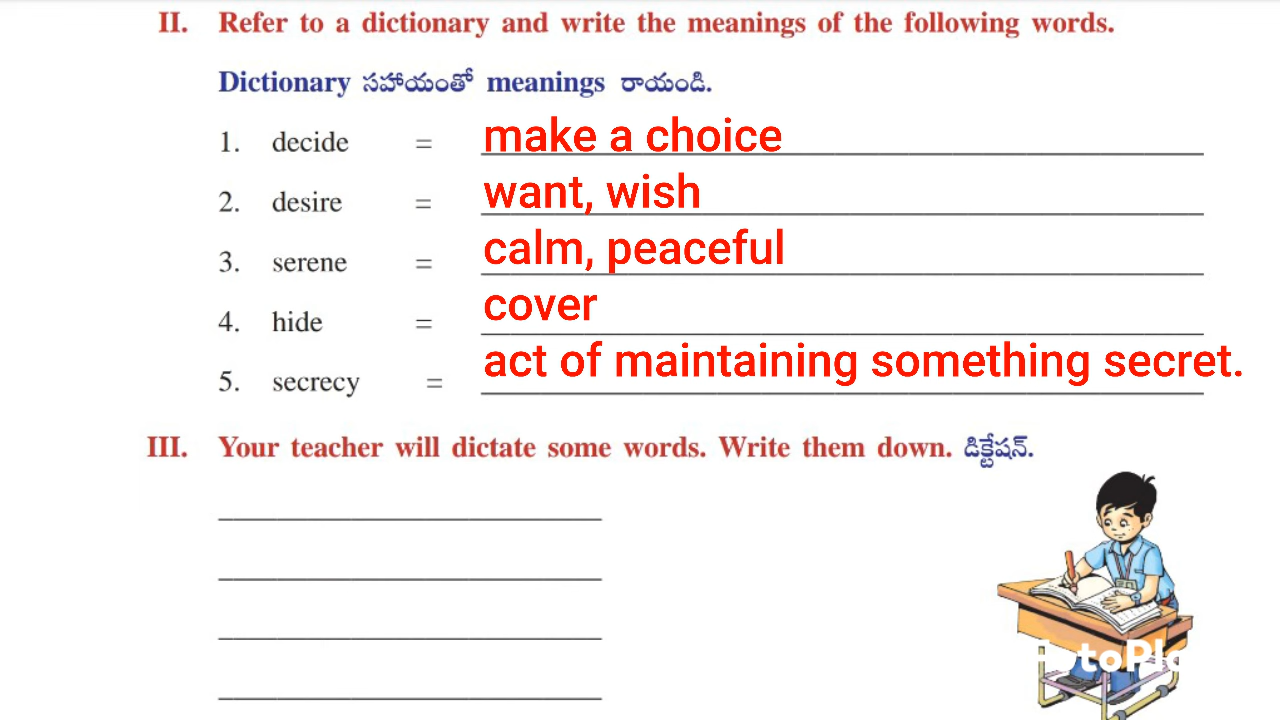 II. Refer to a dictionary and write the meanings of the following words.
Dictionary సహాయంతో meanings రాయండి.
1. decide = make a choice
2. desire = want, wish
3. serene = calm, peaceful
4. hide = cover
5. secrecy = act of maintaining something secret.
III. Your teacher will dictate some words. Write them down. డిక్టేషన్.